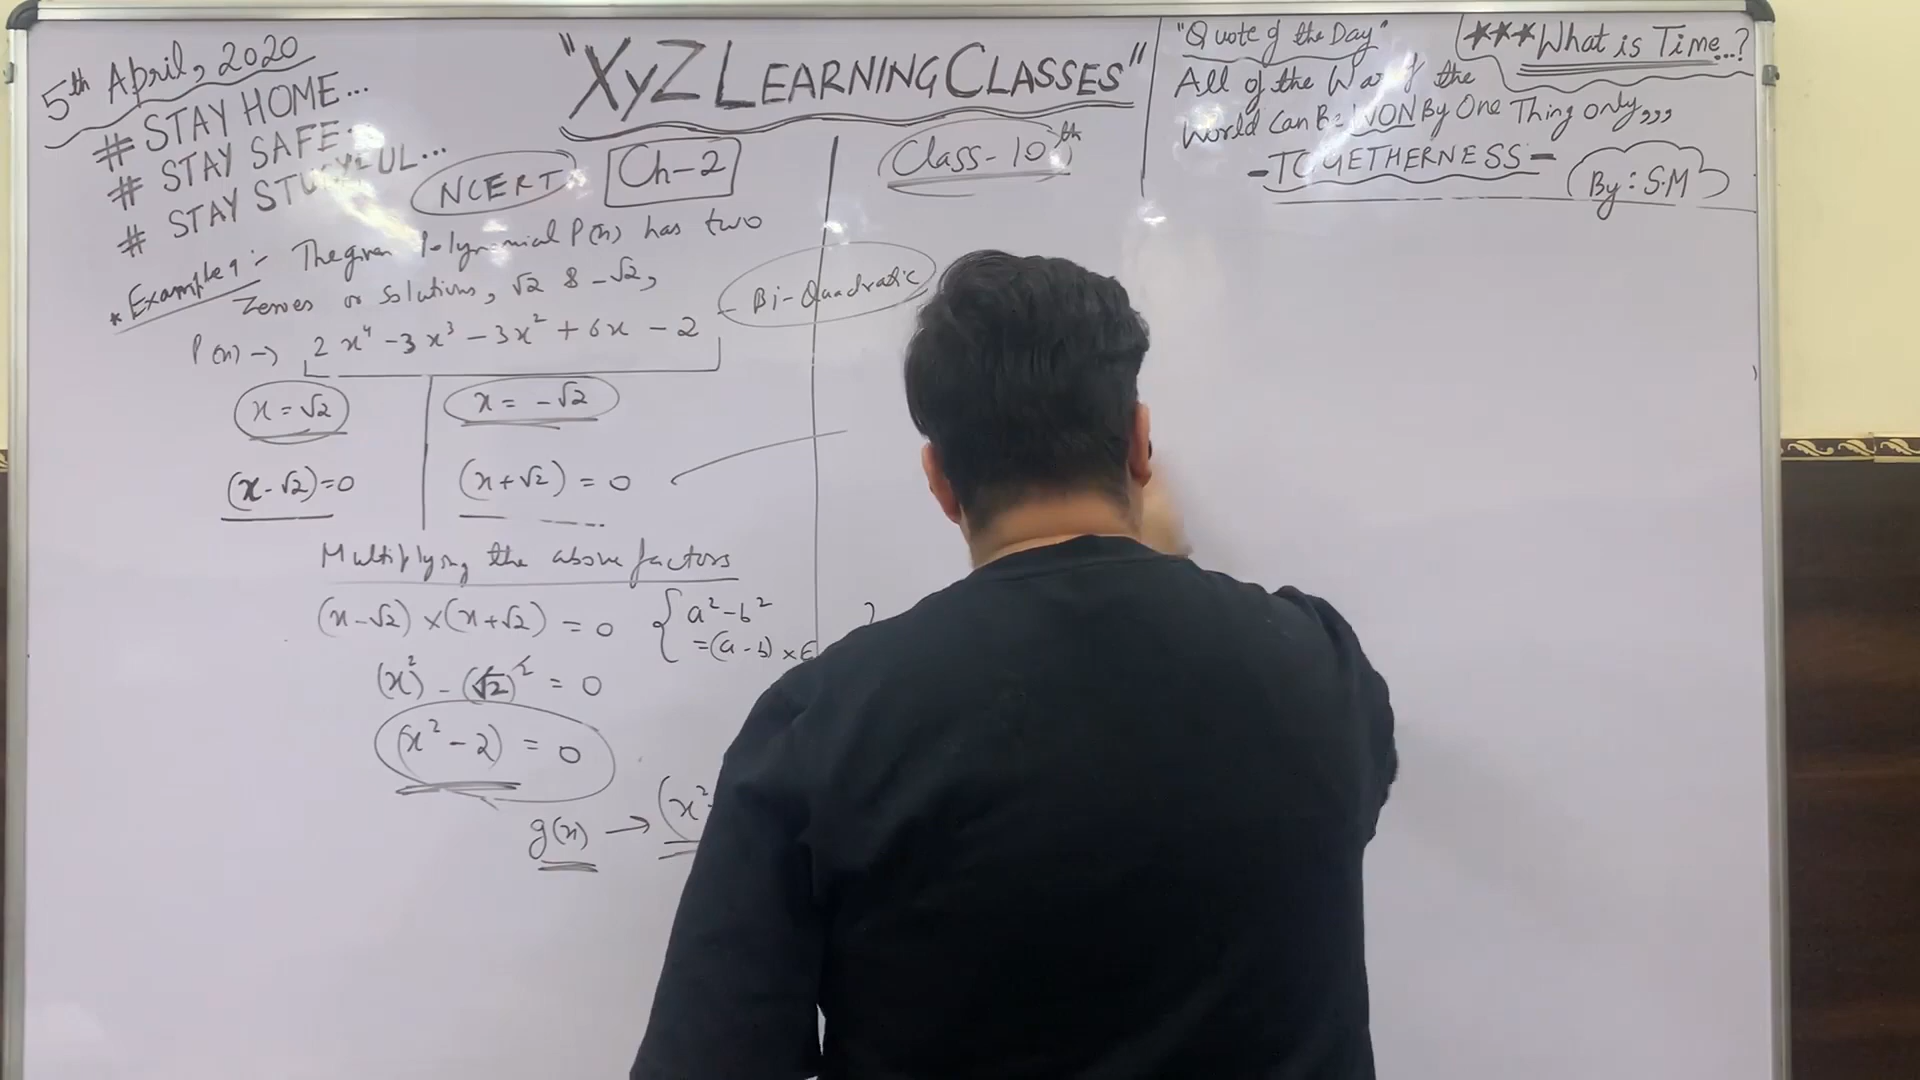 5th April, 2020
# STAY HOME...
# STAY SAFE.
# STAY
"XyZ LEARNING CLASSES"
NCERT
Ch-2
Class-10th
"Quote of the Day"
All of the War of the
World Can Be WON By One Thing only,,,
-TOGETHERNESS-
By: S.M
***What is Time..?
* Example 9:- The given Polynomial P(x) has two
Zeroes or Solutions, √2 & -√2,
P(x) → 2x⁴ -3x³ -3x² +6x -2
- Bi-Quadratic
x = √2
x = -√2
(x-√2)=0
(x+√2) = 0
Multiplying the above factors
(x-√2) ×(x+√2) = 0
{ a²-b²
=(a-b) ×
(x)² - (√2)² = 0
(x² - 2) = 0
g(x) → (x²